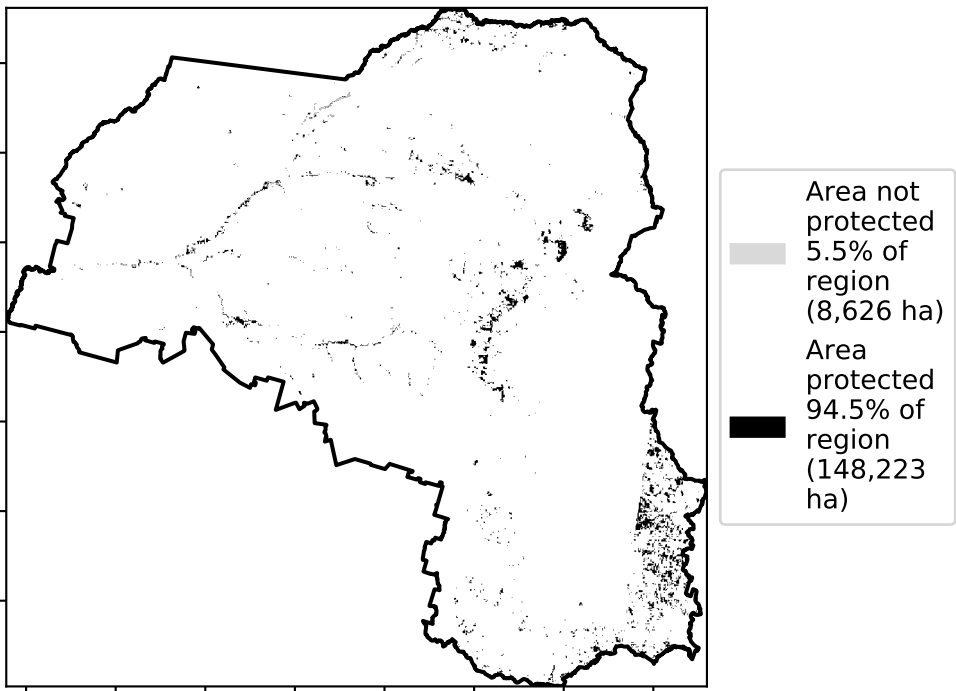 Area not
protected
5.5% of
region
(8,626 ha)
Area
protected
94.5% of
region
(148,223
ha)